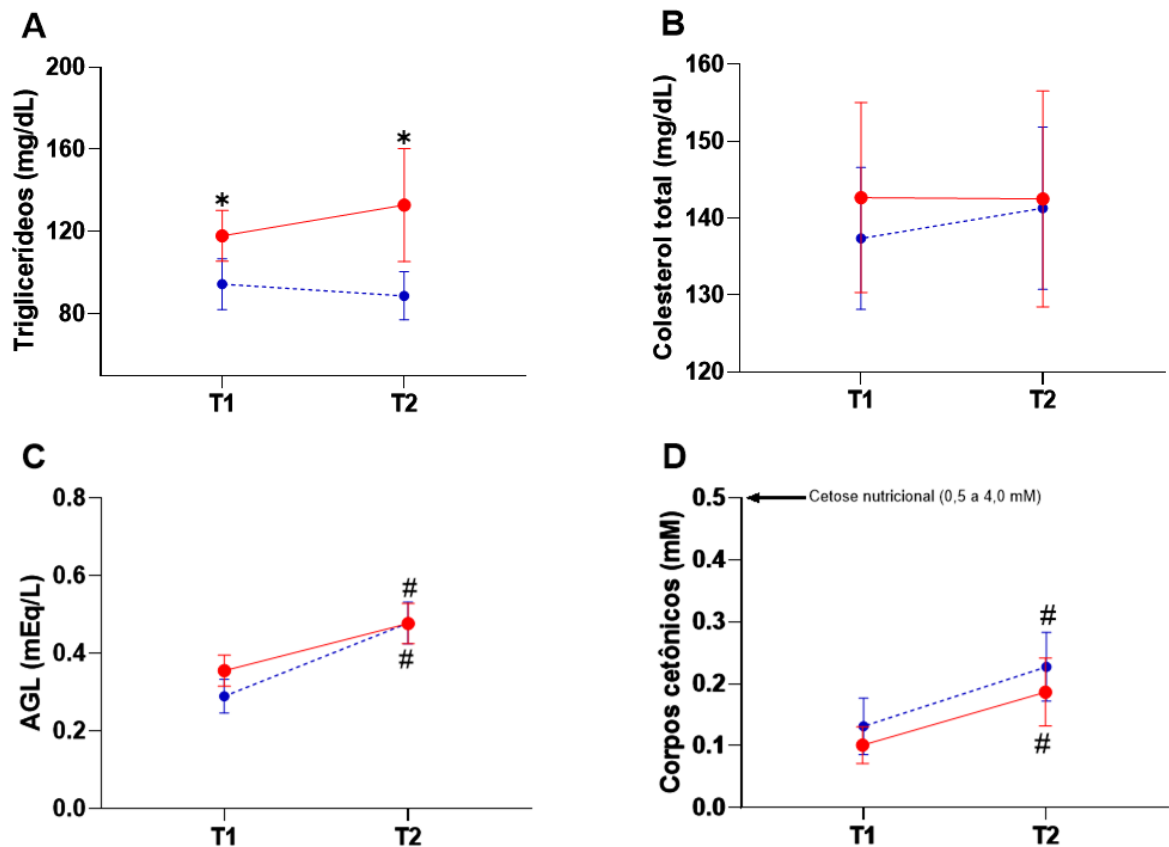 A
Triglicerídeos (mg/dL)
200
160
120
80
*
*
T1
T2
B
Colesterol total (mg/dL)
160
150
140
130
120
T1
T2
C
AGL (mEq/L)
0.8
0.6
0.4
0.2
0.0
#
#
T1
T2
D
Corpos cetônicos (mM)
0.5
0.3
0.2
0.1
0.0
Cetose nutricional (0,5 a 4,0 mM)
#
#
T1
T2